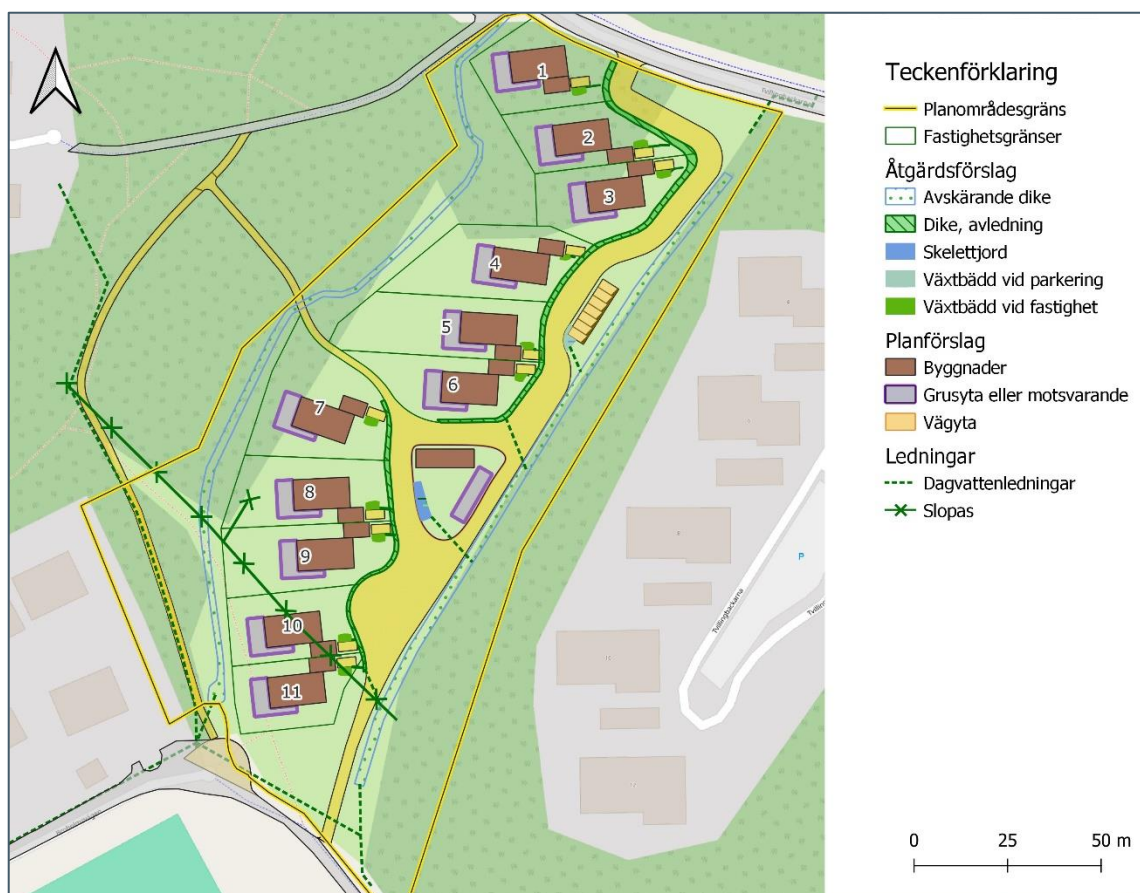 Tvillingbackarna
1
2
3
4
5
6
7
8
9
10
11
P
Tvillingbackarna
Teckenförklaring
Planområdesgräns
Fastighetsgränser
Åtgärdsförslag
Avskärande dike
Dike, avledning
Skelettjord
Växtbädd vid parkering
Växtbädd vid fastighet
Planförslag
Byggnader
Grusyta eller motsvarande
Vägyta
Ledningar
Dagvattenledningar
Slopas
0 25 50 m